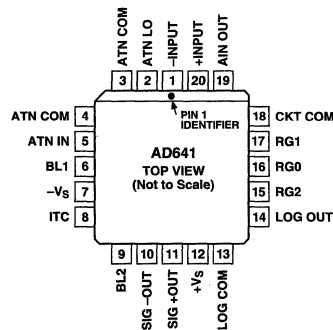 ATN COM
ATN LO
–INPUT
+INPUT
AIN OUT
3 2 1 20 19
ATN COM 4
ATN IN 5
BL1 6
–VS 7
ITC 8
PIN 1
IDENTIFIER
AD641
TOP VIEW
(Not to Scale)
18 CKT COM
17 RG1
16 RG0
15 RG2
14 LOG OUT
9 10 11 12 13
BL2
SIG –OUT
SIG +OUT
+VS
LOG COM